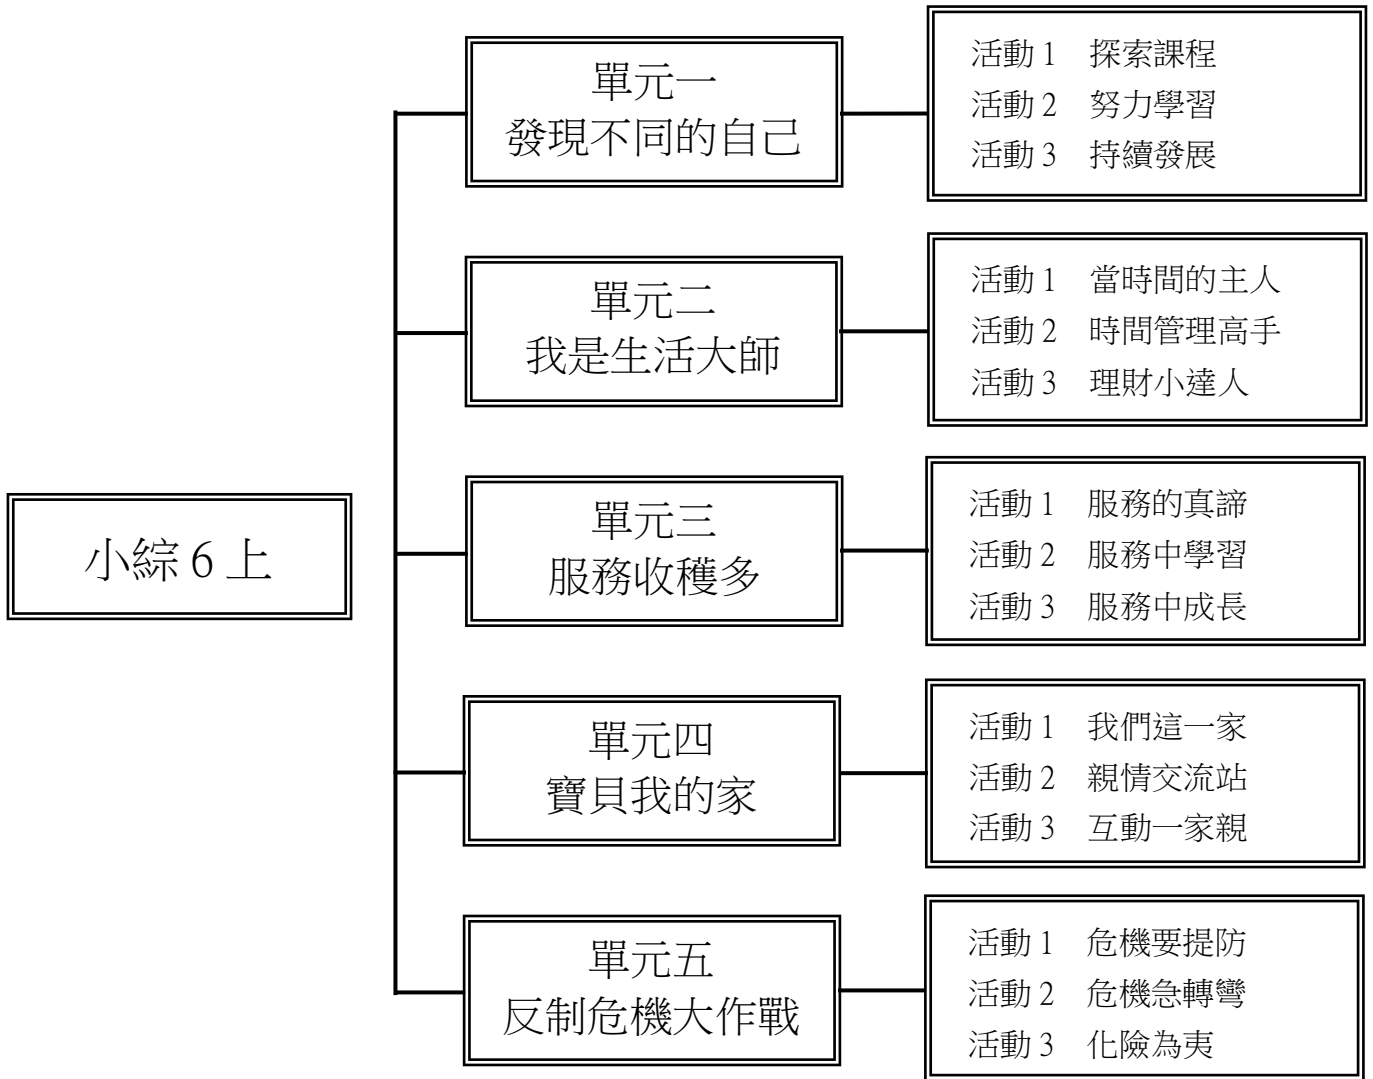 小綜 6 上
單元一
發現不同的自己
活動 1　探索課程
活動 2　努力學習
活動 3　持續發展
單元二
我是生活大師
活動 1　當時間的主人
活動 2　時間管理高手
活動 3　理財小達人
單元三
服務收穫多
活動 1　服務的真諦
活動 2　服務中學習
活動 3　服務中成長
單元四
寶貝我的家
活動 1　我們這一家
活動 2　親情交流站
活動 3　互動一家親
單元五
反制危機大作戰
活動 1　危機要提防
活動 2　危機急轉彎
活動 3　化險為夷